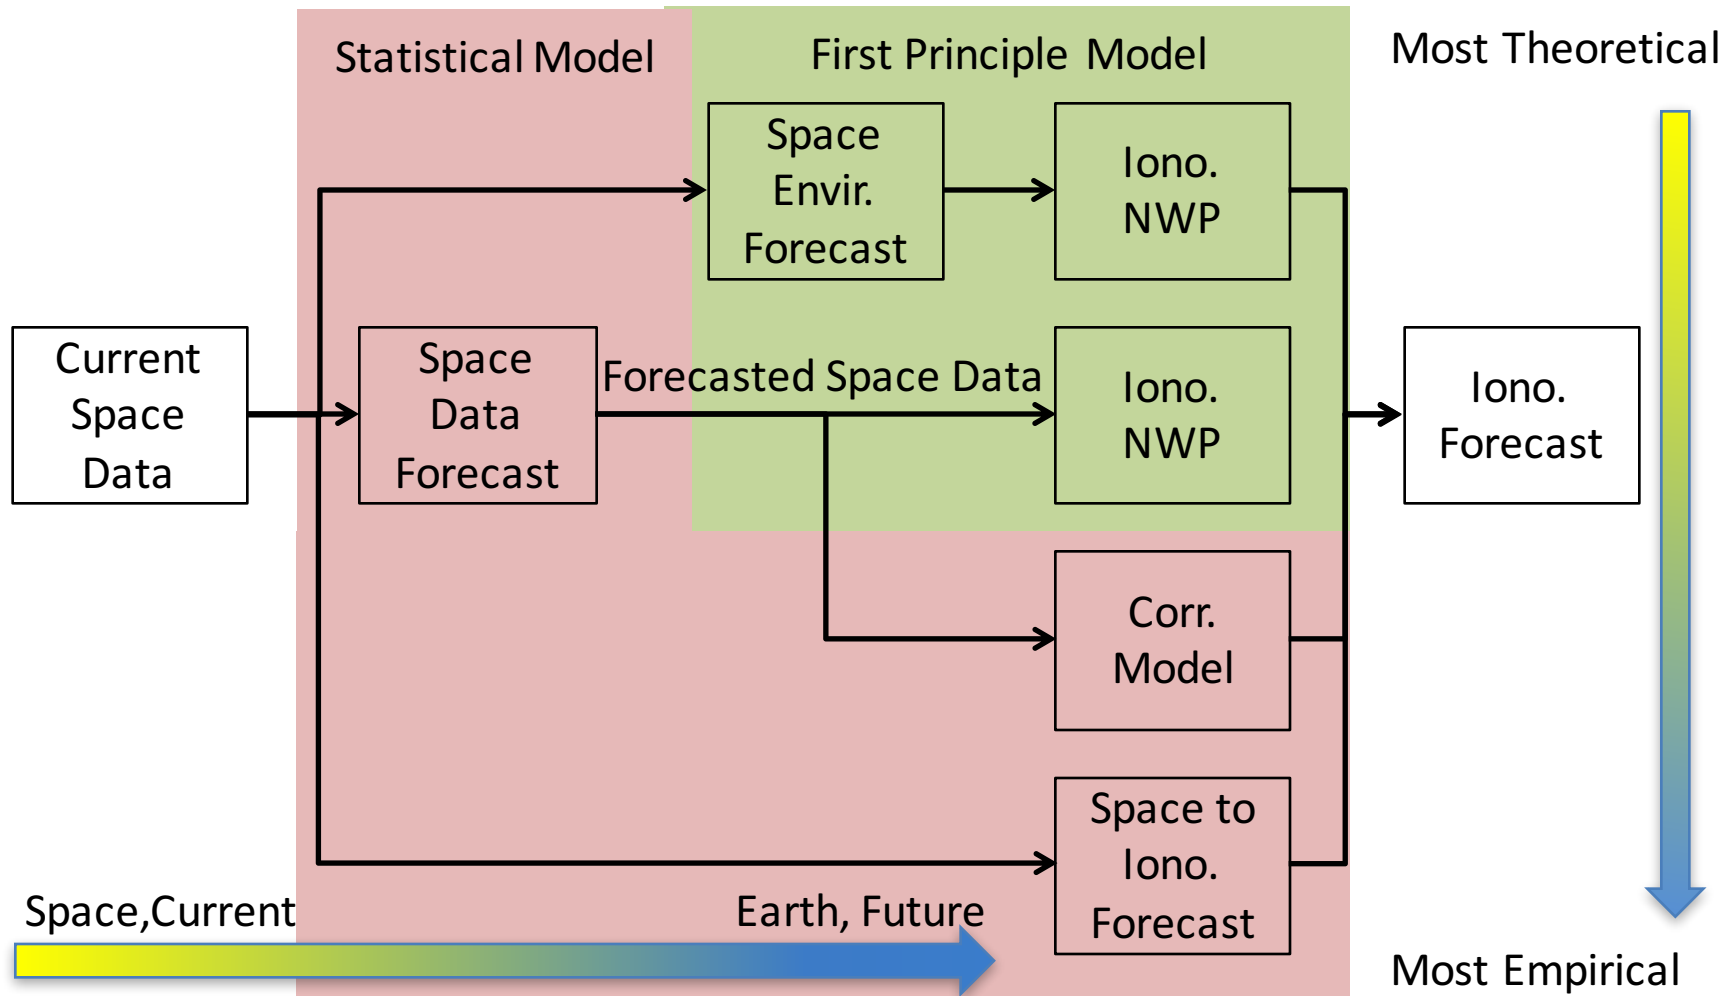 Statistical Model
First Principle Model
Most Theoretical
Space
Envir.
Forecast
Iono.
NWP
Current
Space
Data
Space
Data
Forecast
Forecasted Space Data
Iono.
NWP
Iono.
Forecast
Corr.
Model
Space to
Iono.
Forecast
Space,Current
Earth, Future
Most Empirical